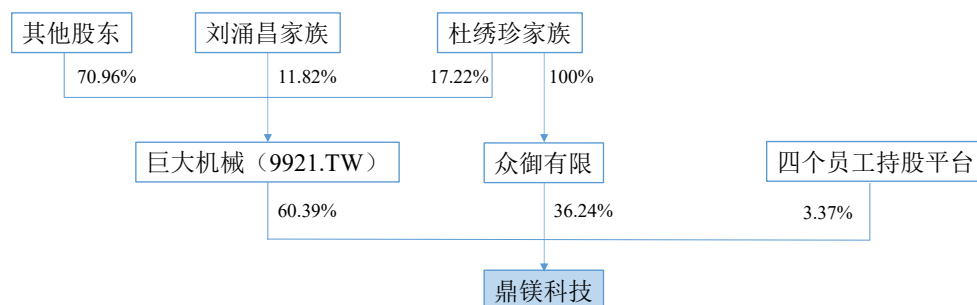 其他股东
刘涌昌家族
杜绣珍家族
70.96%
11.82%
17.22%
100%
巨大机械（9921.TW）
众御有限
四个员工持股平台
60.39%
36.24%
3.37%
鼎镁科技